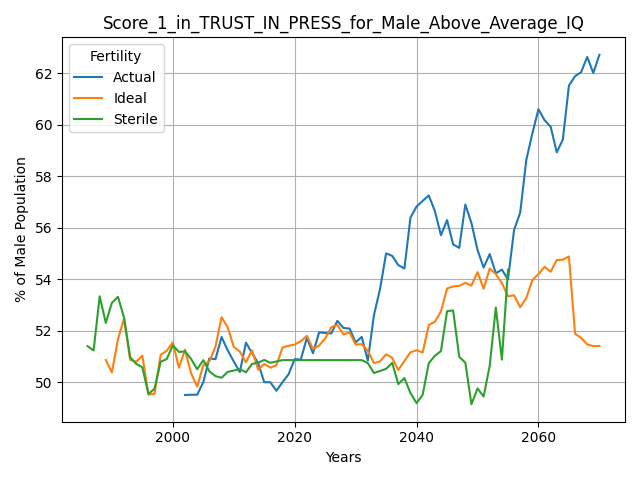 Score_1_in_TRUST_IN_PRESS_for_Male_Above_Average_IQ
Fertility
Actual
Ideal
Sterile
% of Male Population
62
60
58
56
54
52
50
2000
2020
2040
2060
Years